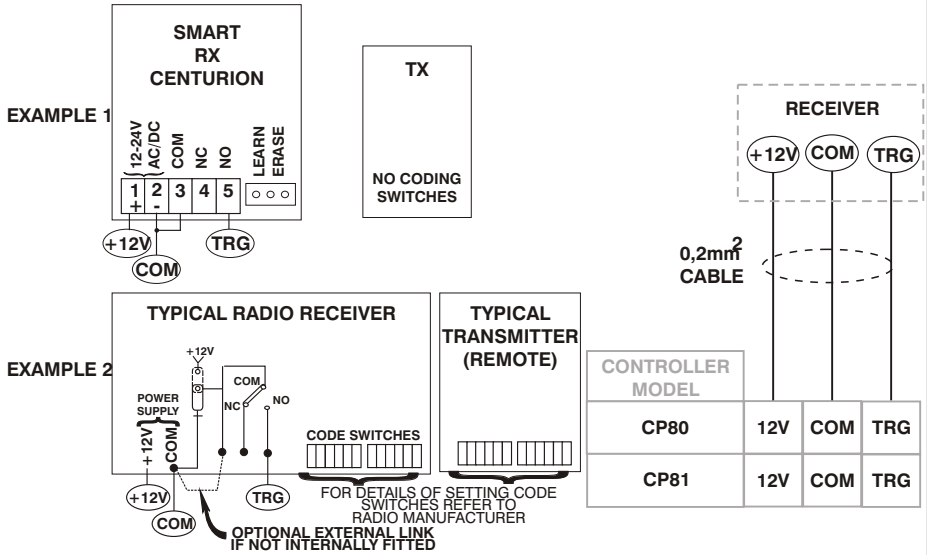 EXAMPLE 1
SMART
RX
CENTURION
12-24V
AC/DC
COM
NC
NO
LEARN
ERASE
1 2 3 4 5
+ -
+12V
COM
TRG
TX
NO CODING
SWITCHES
EXAMPLE 2
TYPICAL RADIO RECEIVER
+12V
COM
NC
NO
POWER
SUPPLY
+12V
COM
CODE SWITCHES
+12V
COM
TRG
OPTIONAL EXTERNAL LINK
IF NOT INTERNALLY FITTED
TYPICAL
TRANSMITTER
(REMOTE)
FOR DETAILS OF SETTING CODE
SWITCHES REFER TO
RADIO MANUFACTURER
RECEIVER
+12V COM TRG
0,2mm²
CABLE
CONTROLLER
MODEL
CP80 12V COM TRG
CP81 12V COM TRG